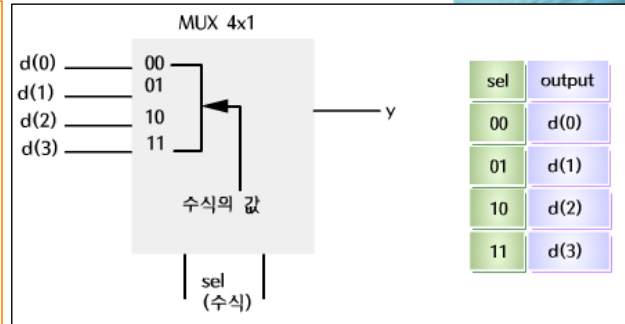 MUX 4x1
d(0) 00
d(1) 01
d(2) 10
d(3) 11
y
수식의 값
sel
(수식)
sel output
00 d(0)
01 d(1)
10 d(2)
11 d(3)